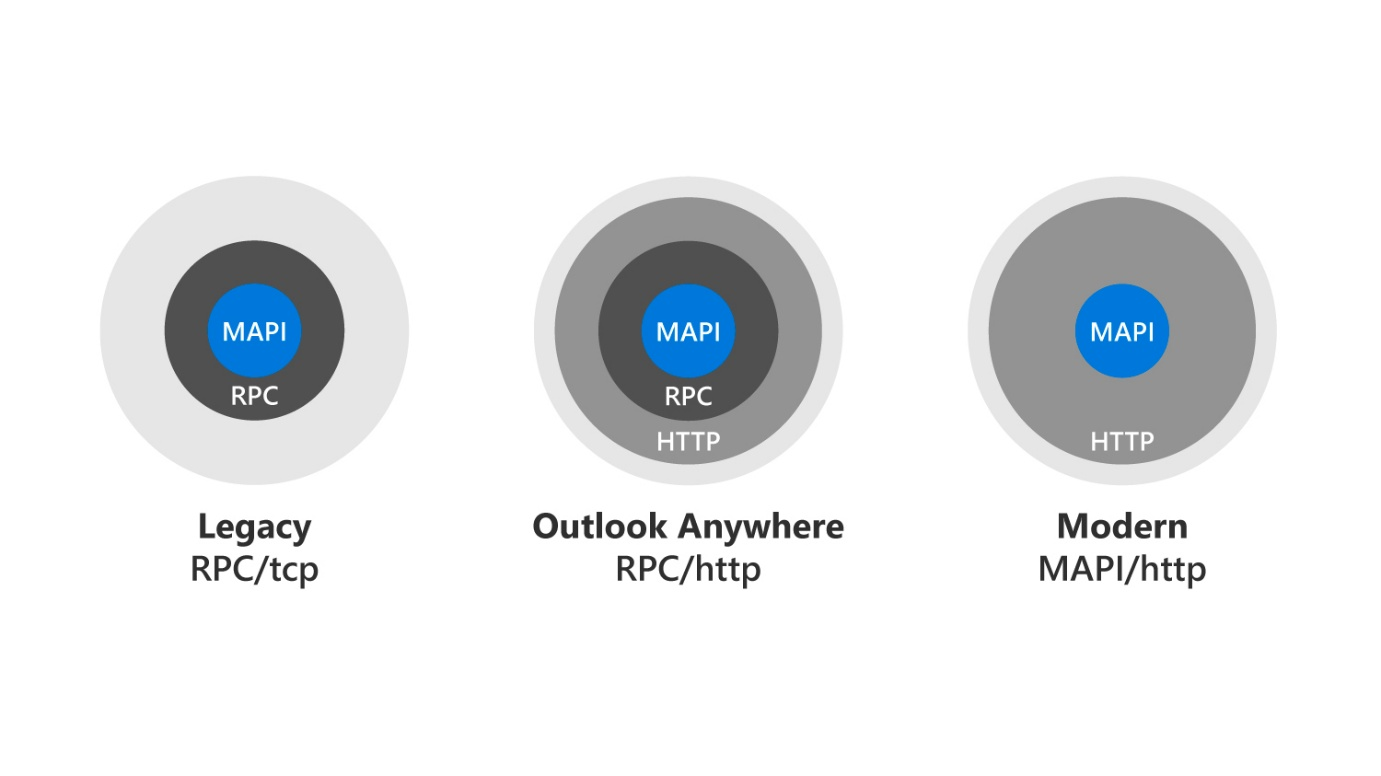 MAPI
RPC
Legacy
RPC/tcp
MAPI
RPC
HTTP
Outlook Anywhere
RPC/http
MAPI
HTTP
Modern
MAPI/http